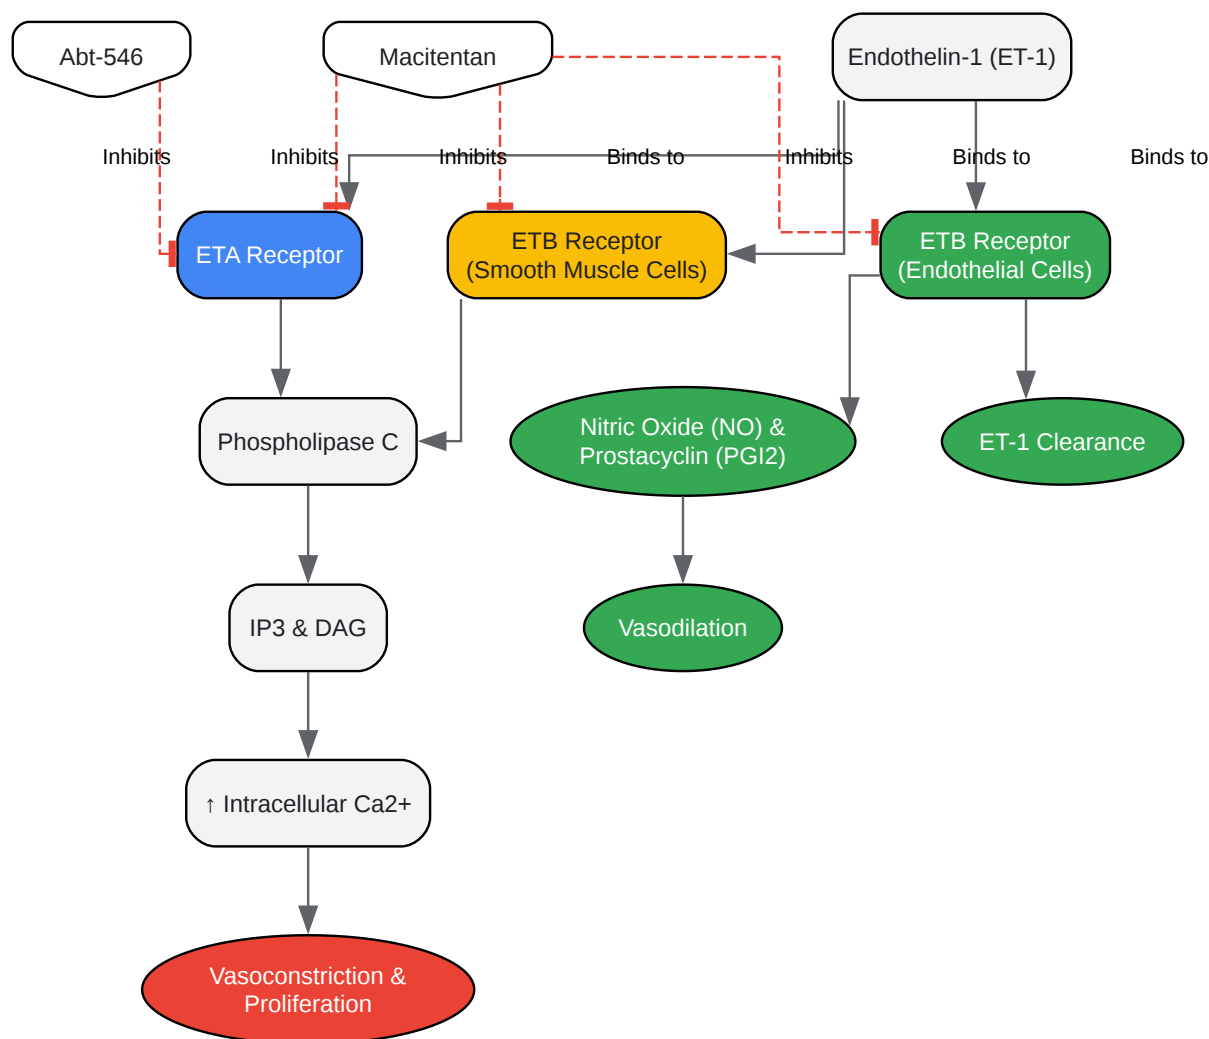 Abt-546
Macitentan
Endothelin-1 (ET-1)
Inhibits
Inhibits
Inhibits
Binds to
Inhibits
Binds to
Binds to
ETA Receptor
ETB Receptor
(Smooth Muscle Cells)
ETB Receptor
(Endothelial Cells)
Phospholipase C
Nitric Oxide (NO) &
Prostacyclin (PGI2)
ET-1 Clearance
IP3 & DAG
Vasodilation
↑ Intracellular Ca2+
Vasoconstriction &
Proliferation